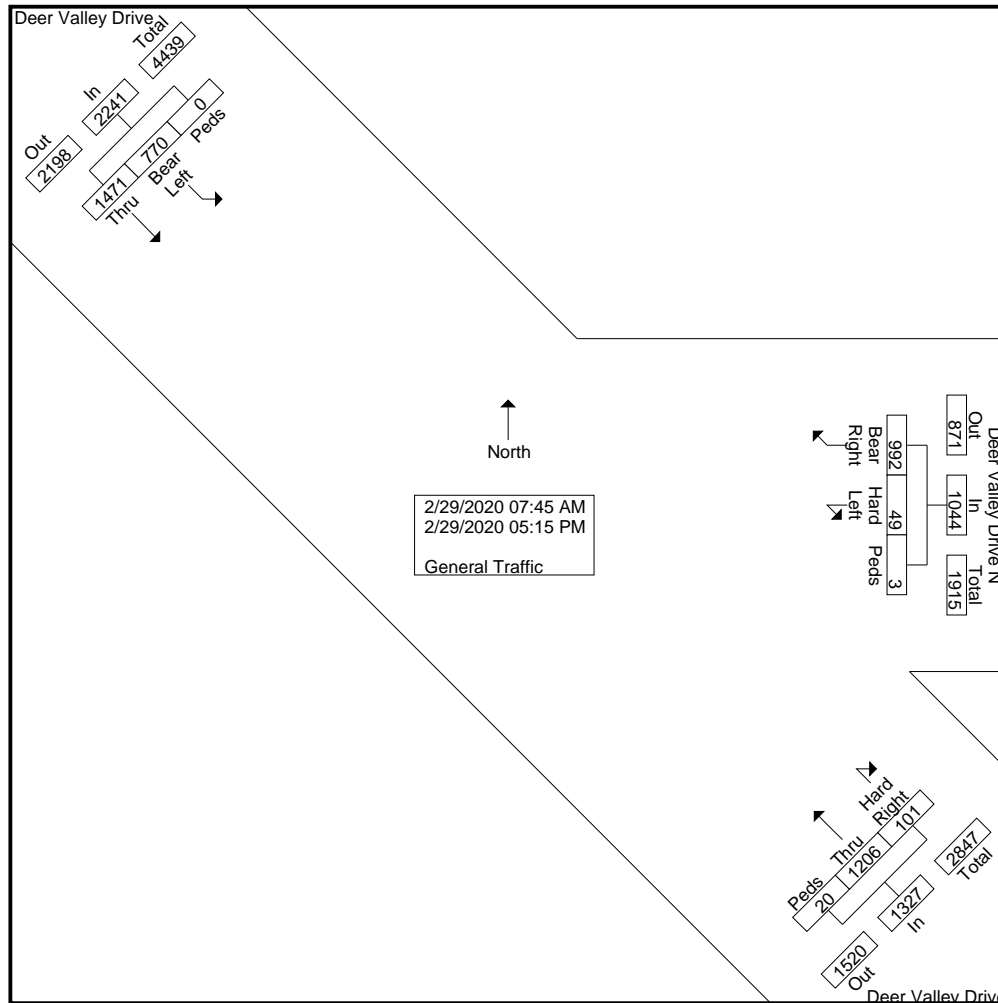 Deer Valley Drive
Out
In
Total
2198
2241
4439
1471
770
0
Thru
Bear
Left
Peds
North
2/29/2020 07:45 AM
2/29/2020 05:15 PM
General Traffic
Deer Valley Drive N
Out
In
Total
871
1044
1915
992
49
3
Bear
Right
Hard
Left
Peds
Hard
Right
Thru
Peds
101
1206
20
2847
Total
1327
In
1520
Out
Deer Valley Drive